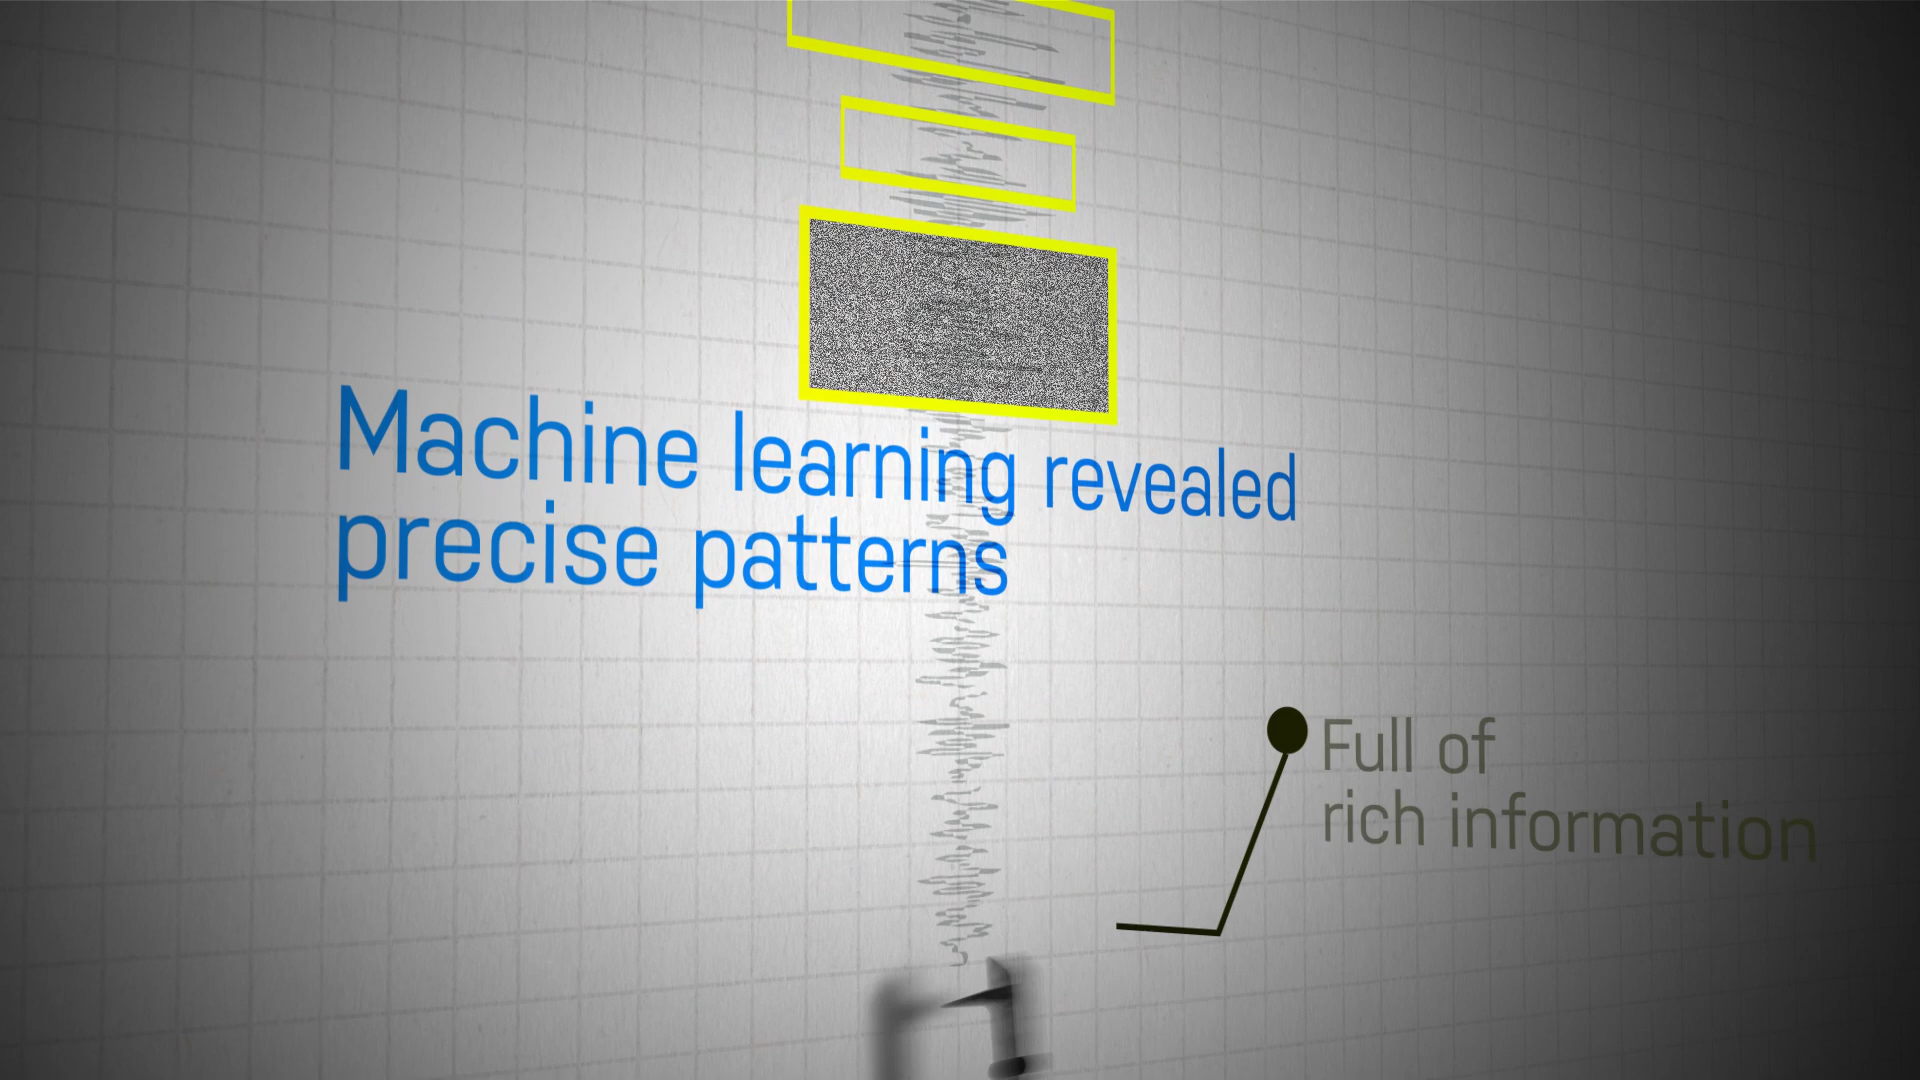 Machine learning revealed
precise patterns
Full of
rich information